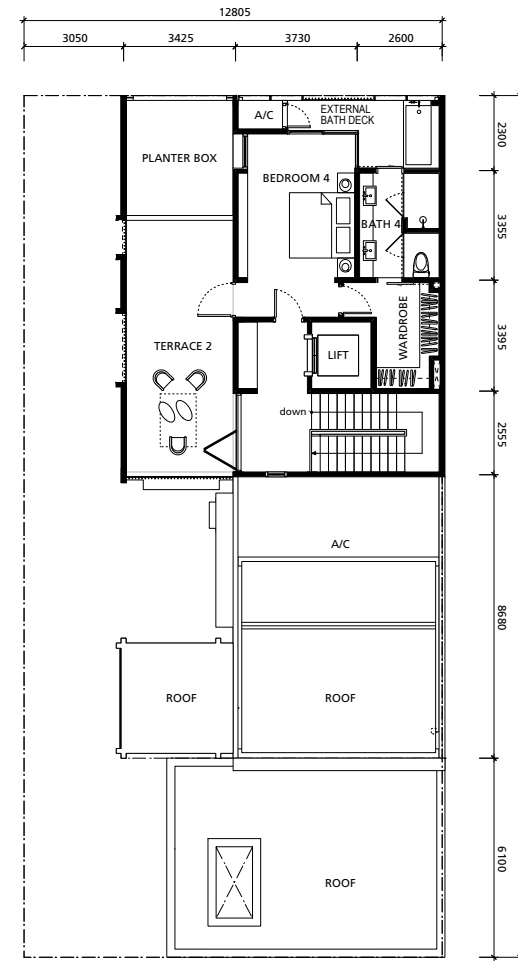 12805
3050 3425 3730 2600
A/C
EXTERNAL
BATH DECK
2300
PLANTER BOX
BEDROOM 4
3355
BATH 4
3395
WARDROBE
TERRACE 2
LIFT
down
2555
A/C
8680
ROOF
ROOF
ROOF
6100